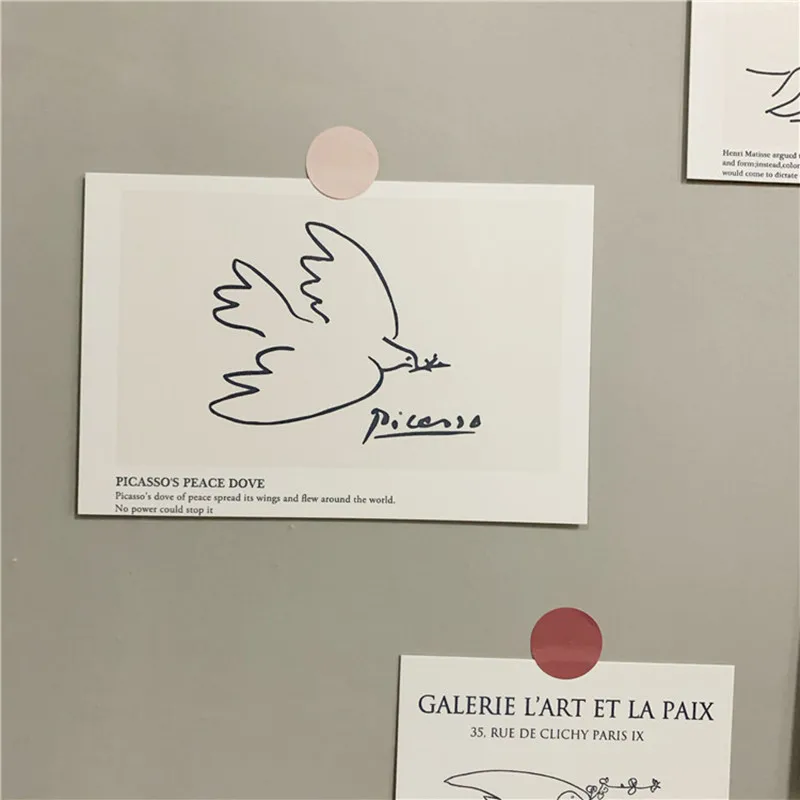 Henri Matisse argued
and form;instead,color
would come to dictate
Picasso
PICASSO'S PEACE DOVE
Picasso's dove of peace spread its wings and flew around the world.
No power could stop it
GALERIE L'ART ET LA PAIX
35, RUE DE CLICHY PARIS IX